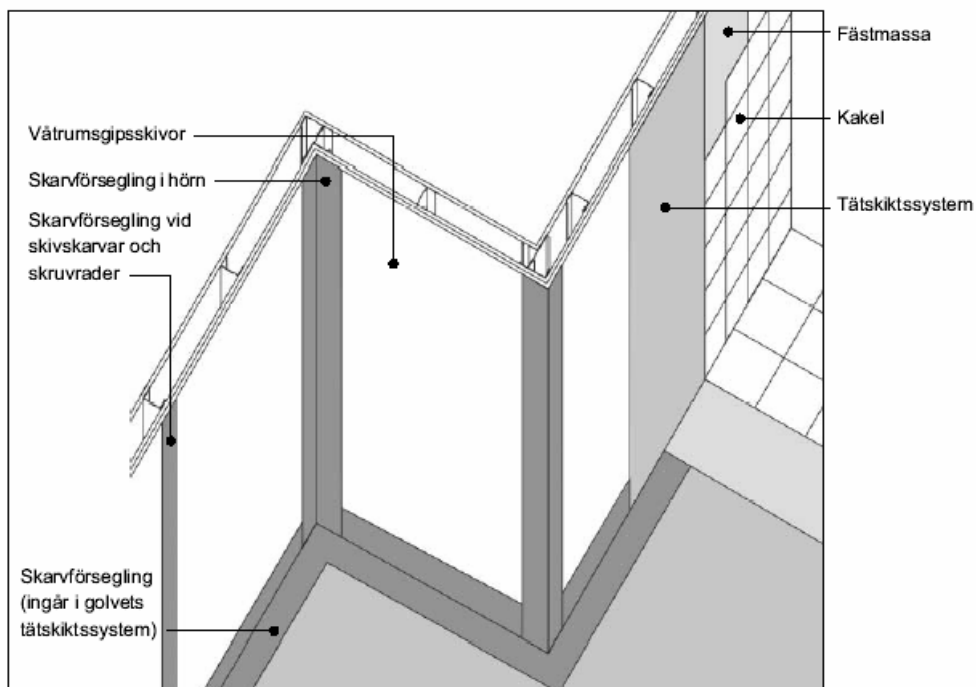 Våtrumsgipsskivor
Skarvförsegling i hörn
Skarvförsegling vid
skivskarvar och
skruvrader
Skarvförsegling
(ingår i golvets
tätskiktssystem)
Fästmassa
Kakel
Tätskiktssystem